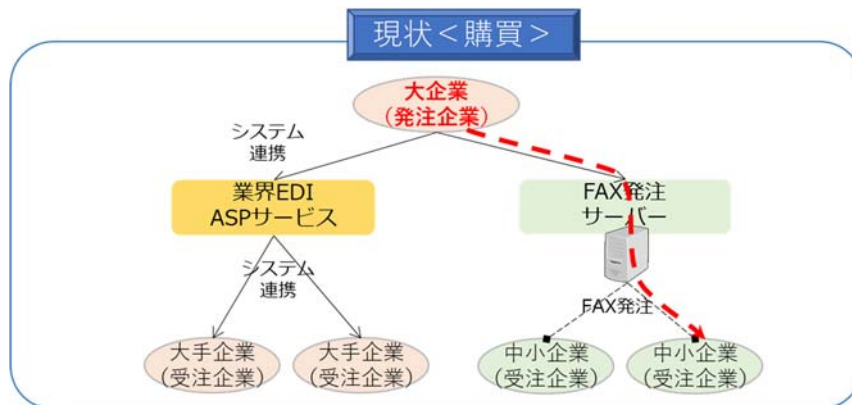 現状＜購買＞
大企業
（発注企業）
システム
連携
業界EDI
ASPサービス
FAX発注
サーバー
システム
連携
FAX発注
大手企業
（受注企業）
大手企業
（受注企業）
中小企業
（受注企業）
中小企業
（受注企業）